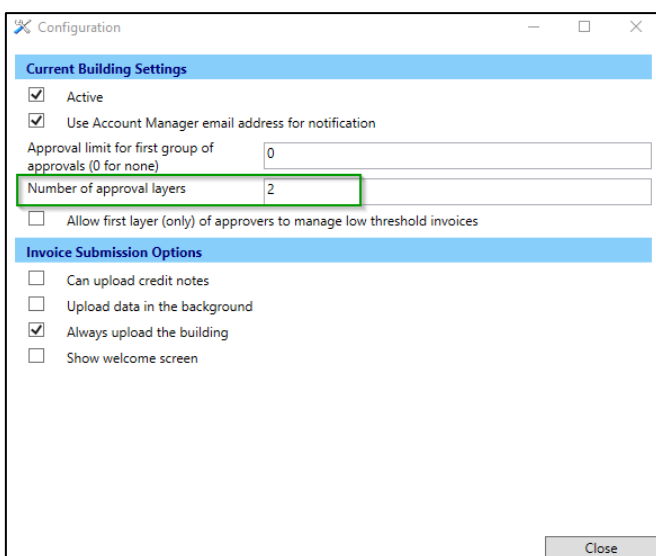 Configuration
Current Building Settings
Active
Use Account Manager email address for notification
Approval limit for first group of
approvals (0 for none)
0
Number of approval layers
2
Allow first layer (only) of approvers to manage low threshold invoices
Invoice Submission Options
Can upload credit notes
Upload data in the background
Always upload the building
Show welcome screen
Close